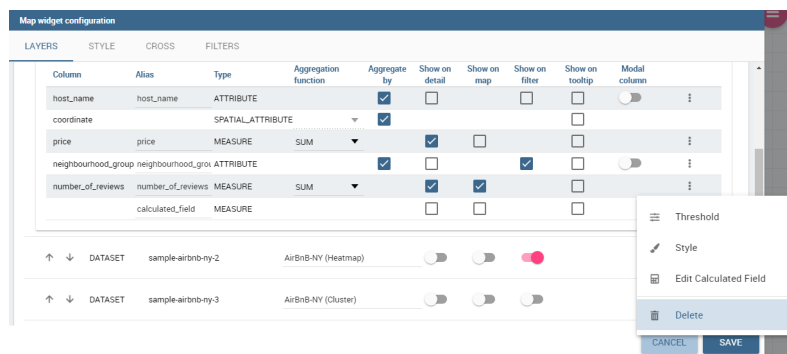 Map widget configuration
LAYERS STYLE CROSS FILTERS
Column Alias Type Aggregation function Aggregate by Show on detail Show on map Show on filter Show on tooltip Modal column
host_name host_name ATTRIBUTE
coordinate SPATIAL_ATTRIBUTE
price price MEASURE SUM
neighbourhood_group neighbourhood_grou ATTRIBUTE
number_of_reviews number_of_reviews MEASURE SUM
calculated_field MEASURE
Threshold
Style
Edit Calculated Field
Delete
DATASET sample-airbnb-ny-2 AirBnB-NY (Heatmap)
DATASET sample-airbnb-ny-3 AirBnB-NY (Cluster)
CANCEL SAVE